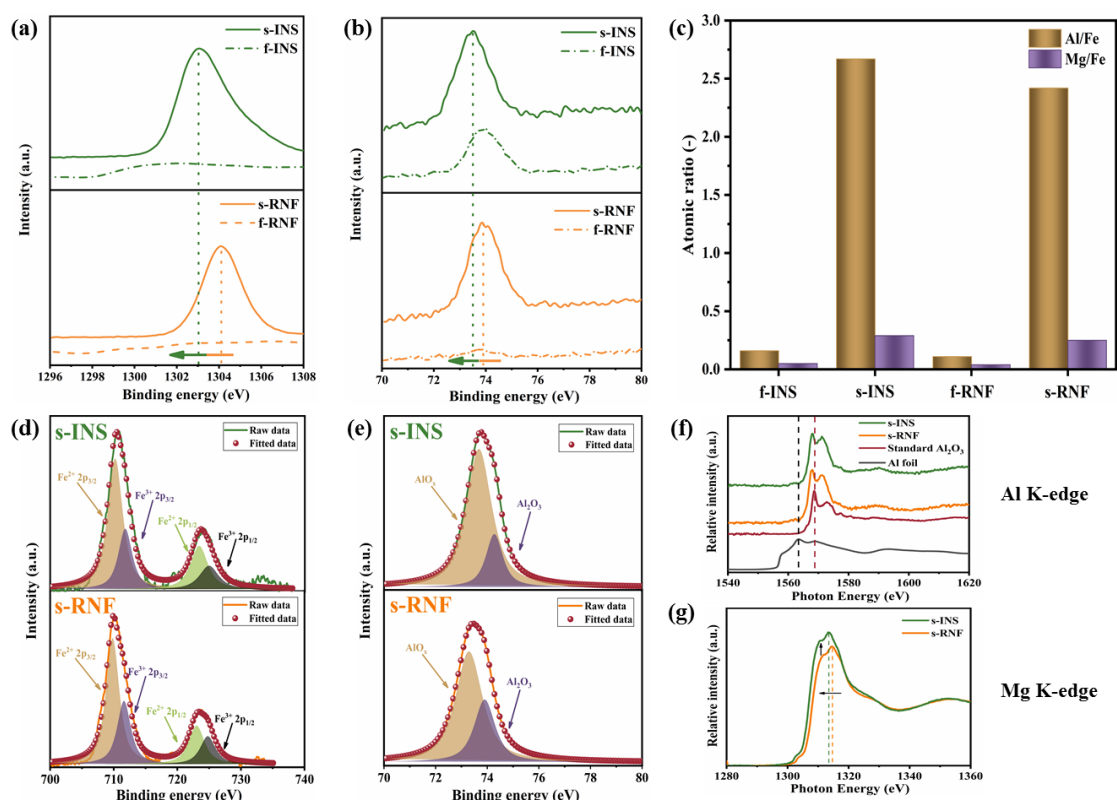 (a)
s-INS
f-INS
s-RNF
f-RNF
Intensity (a.u.)
1296 1298 1300 1303 1304 1306 1308
Binding energy (eV)
(b)
s-INS
f-INS
s-RNF
f-RNF
Intensity (a.u.)
70 72 74 76 78 80
Binding energy (eV)
(c)
Al/Fe
Mg/Fe
3.0
2.5
2.0
1.5
1.0
0.5
0.0
Atomic ratio (-)
f-INS s-INS f-RNF s-RNF
(d)
s-INS
Raw data
Fitted data
Fe²⁺ 2p₃/₂
Fe³⁺ 2p₃/₂
Fe²⁺ 2p₁/₂
Fe³⁺ 2p₁/₂
s-RNF
Raw data
Fitted data
Fe²⁺ 2p₃/₂
Fe³⁺ 2p₃/₂
Fe²⁺ 2p₁/₂
Fe³⁺ 2p₁/₂
Intensity (a.u.)
700 710 720 730 740
Binding energy (eV)
(e)
s-INS
Raw data
Fitted data
AlOₓ
Al₂O₃
s-RNF
Raw data
Fitted data
AlOₓ
Al₂O₃
Intensity (a.u.)
70 72 74 76 78 80
Binding energy (eV)
(f)
s-INS
s-RNF
Standard Al₂O₃
Al foil
Relative intensity (a.u.)
1540 1560 1580 1600 1620
Photon Energy (eV)
Al K-edge
(g)
s-INS
s-RNF
Relative intensity (a.u.)
1280 1300 1320 1340 1360
Photon Energy (eV)
Mg K-edge